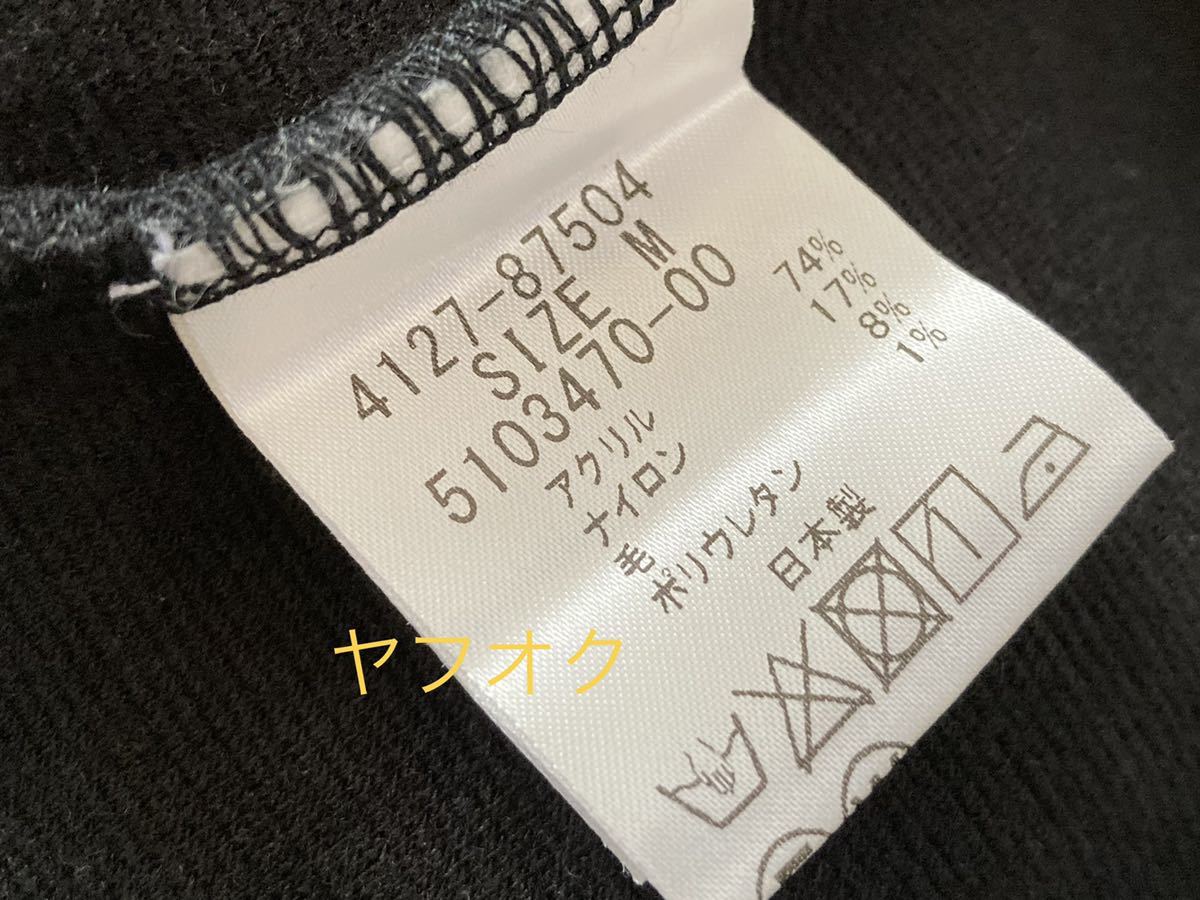 4127-87504
SIZE M
5103470-00
アクリル 74%
ナイロン 17%
毛 8%
ポリウレタン 1%
日本製
ヤフオク